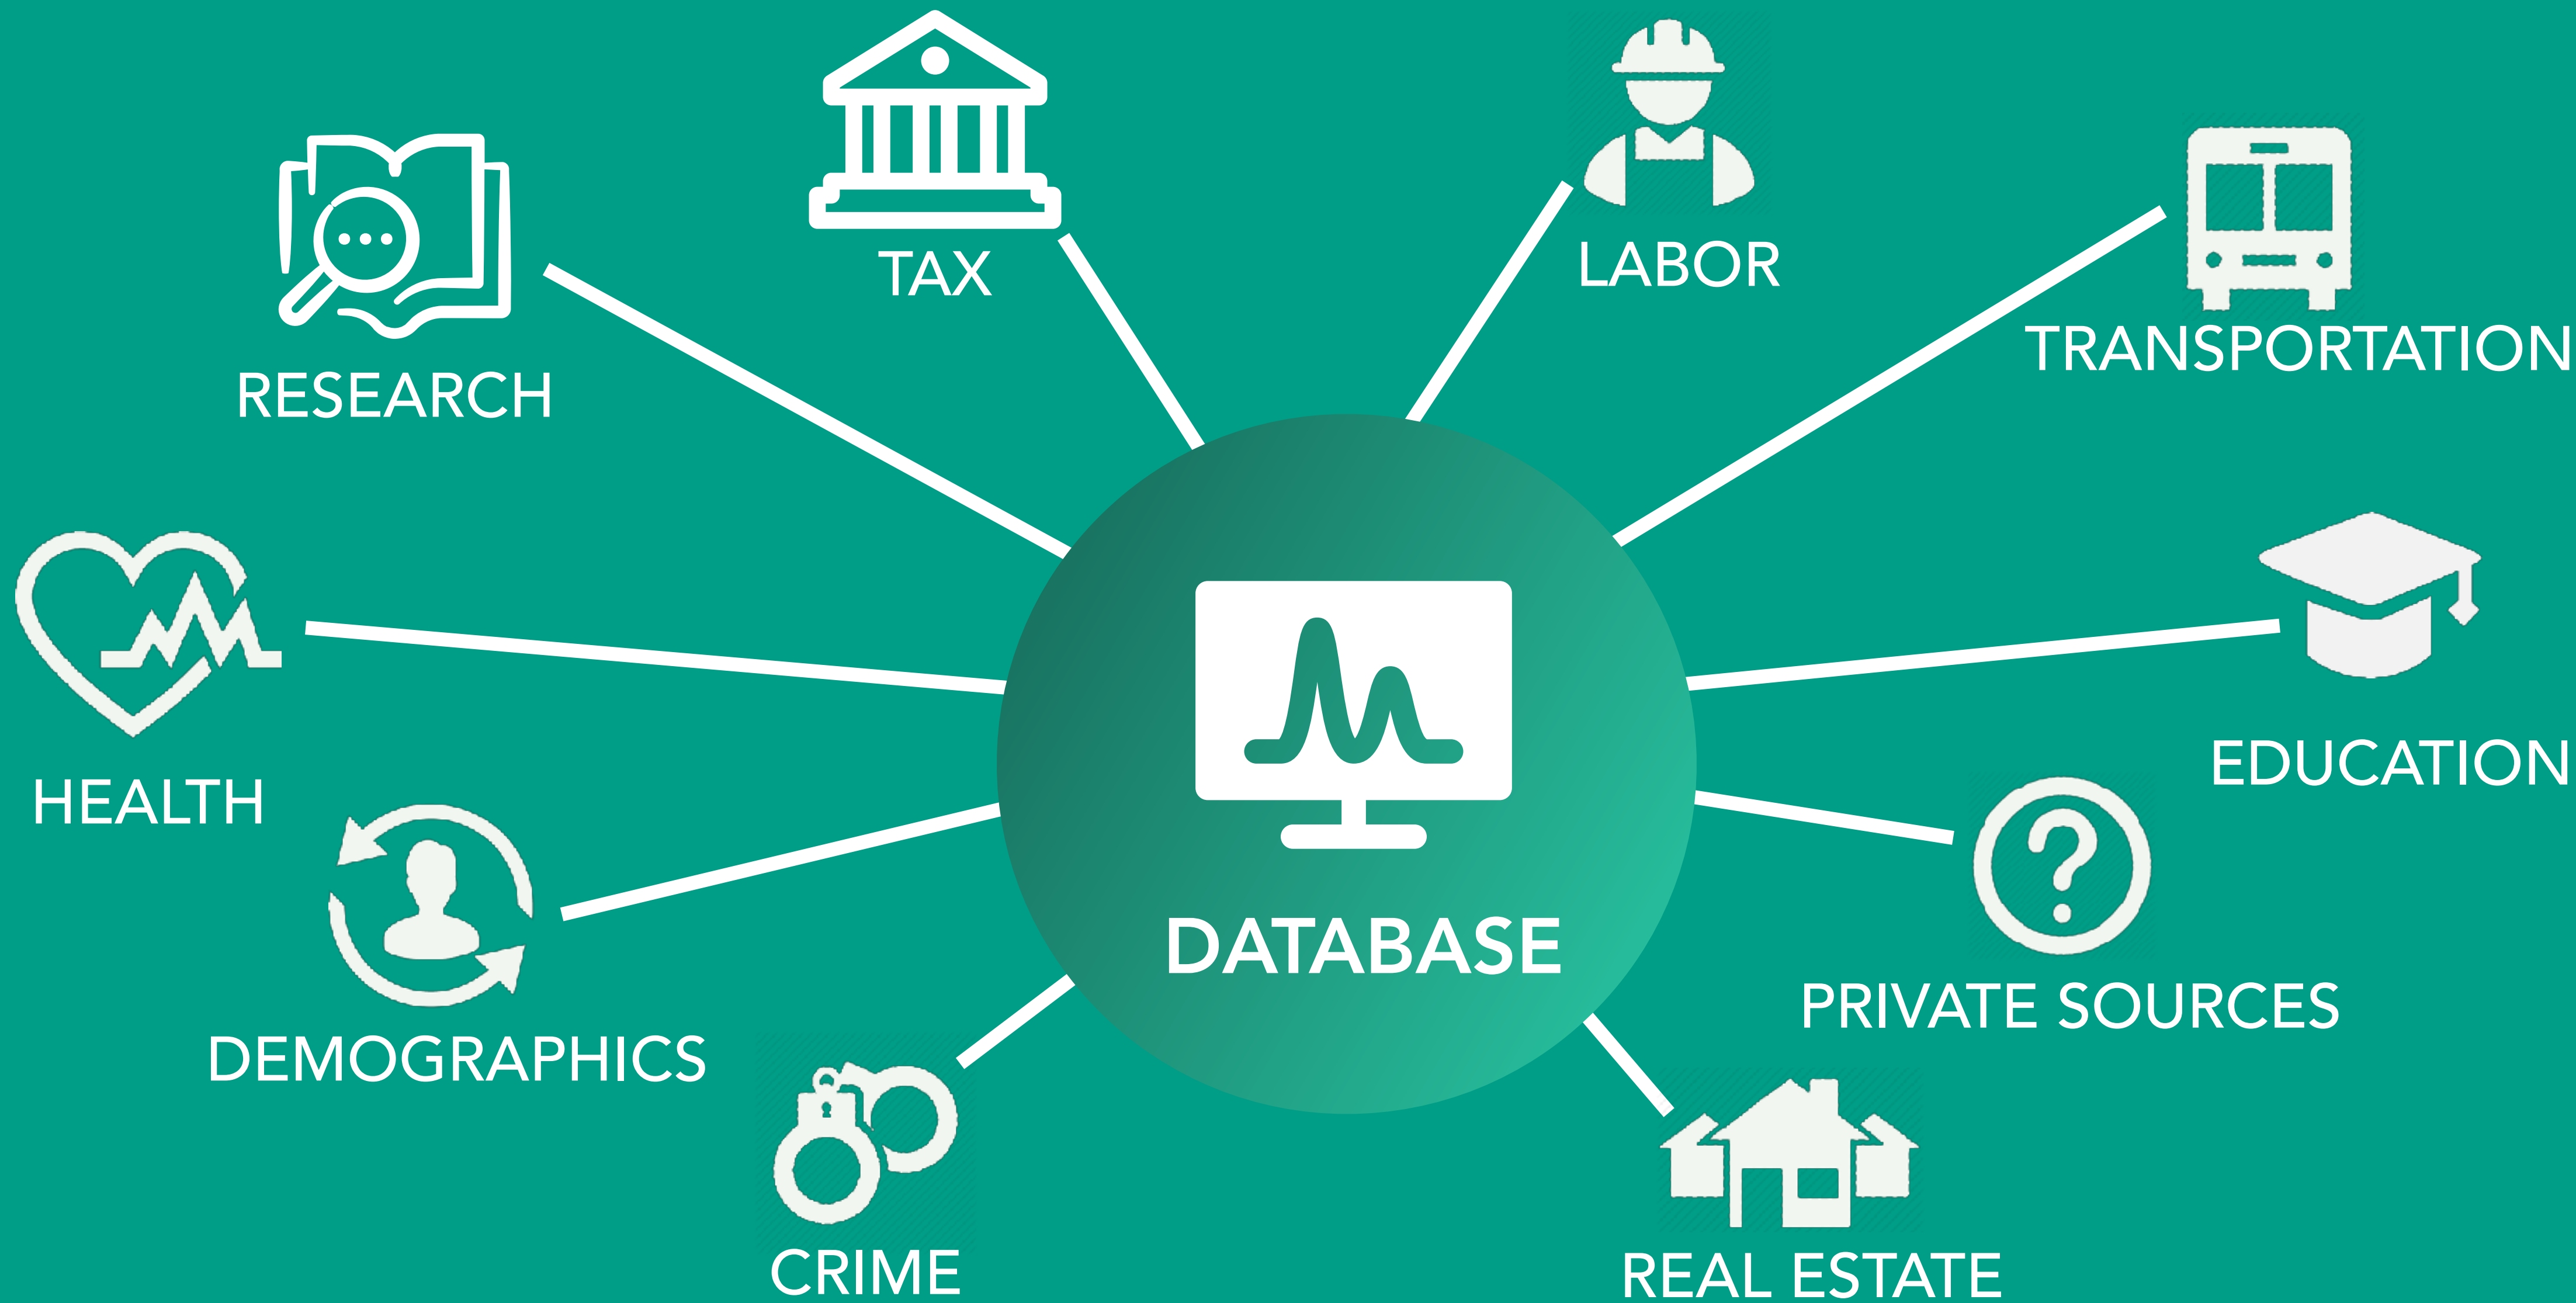 TAX
LABOR
TRANSPORTATION
RESEARCH
HEALTH
EDUCATION
DATABASE
PRIVATE SOURCES
DEMOGRAPHICS
CRIME
REAL ESTATE